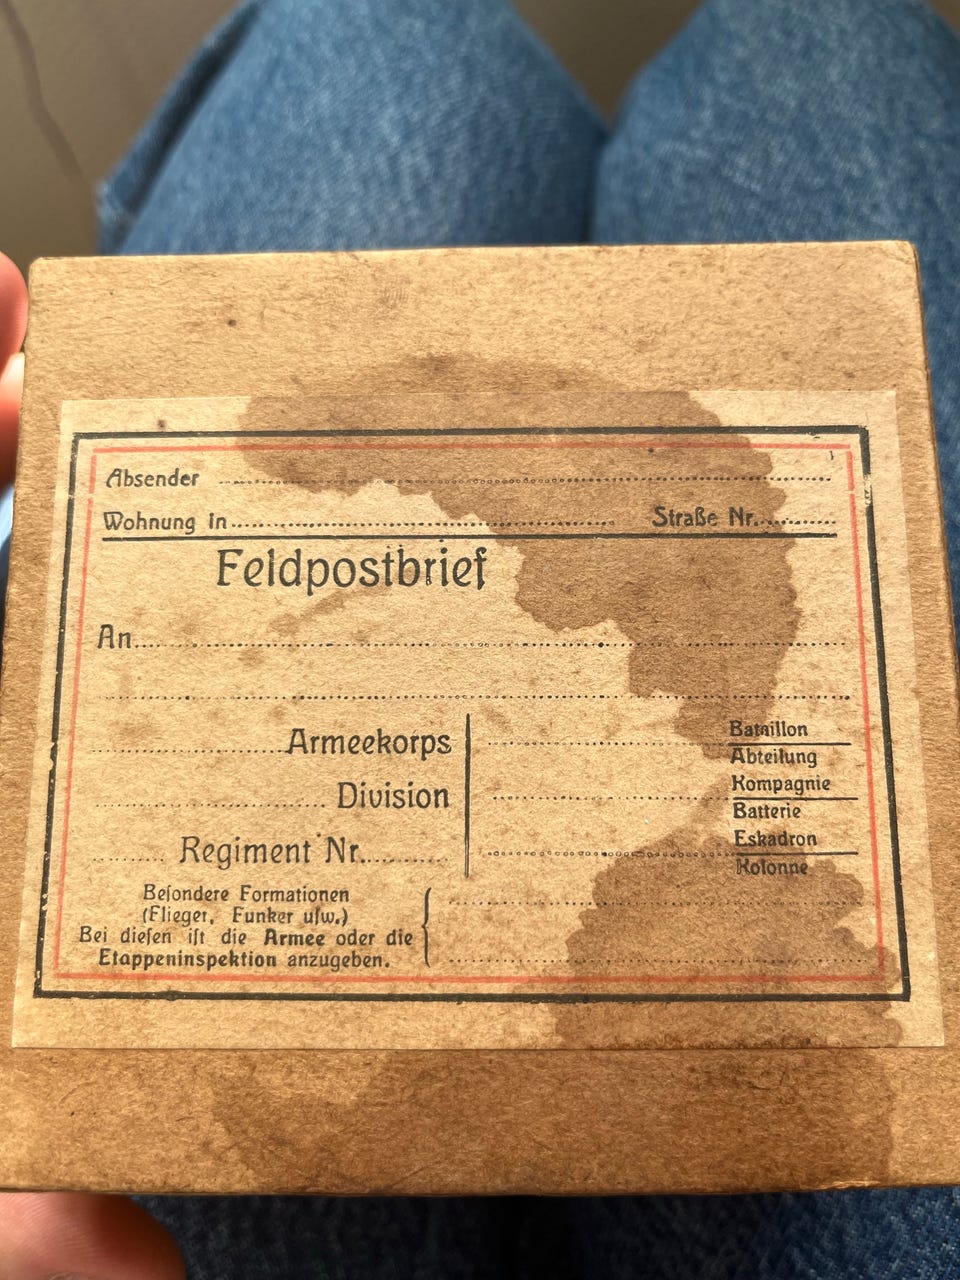 Absender ........................
Wohnung in........................ Straße Nr...........
Feldpostbrief
An........................
........................
........................Armeekorps
........................ Division
............ Regiment Nr............
........................ Bataillon
Abteilung
........................ Kompagnie
Batterie
........................ Eskadron
Kolonne
Beſondere Formationen
(Flieger, Funker uſw.)
Bei dieſen iſt die Armee oder die
Etappeninspektion anzugeben.